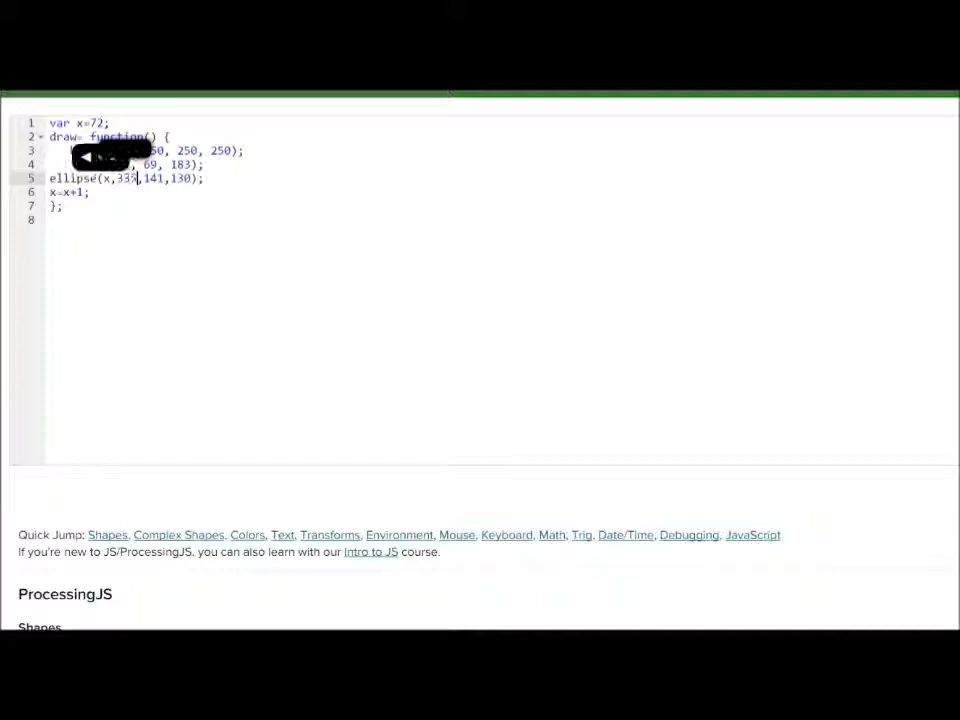 1 var x=72;
2 draw= function() {
3 50, 250, 250);
4 , 69, 183);
5 ellipse(x,335,141,130);
6 x=x+1;
7 };
8
Quick Jump: Shapes, Complex Shapes, Colors, Text, Transforms, Environment, Mouse, Keyboard, Math, Trig, Date/Time, Debugging, JavaScript
If you're new to JS/ProcessingJS, you can also learn with our Intro to JS course.
ProcessingJS
Shapes